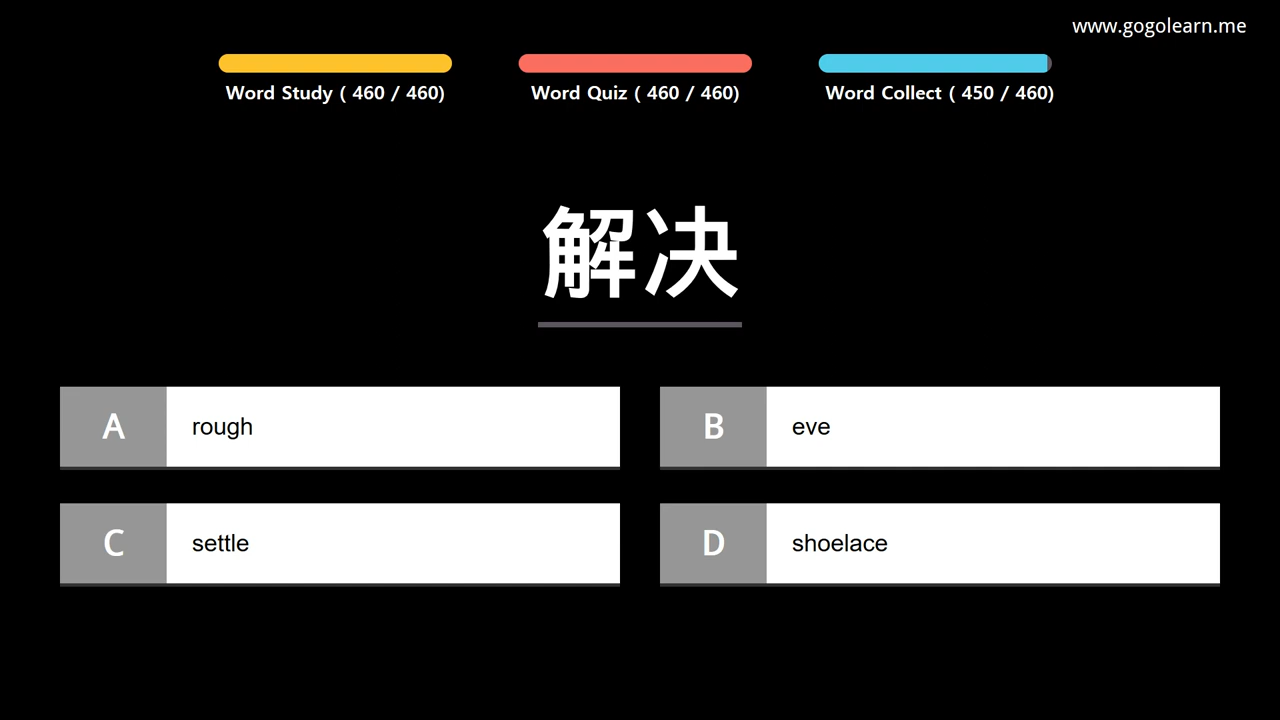 www.gogolearn.me
Word Study ( 460 / 460)
Word Quiz ( 460 / 460)
Word Collect ( 450 / 460)
解决
A rough
B eve
C settle
D shoelace